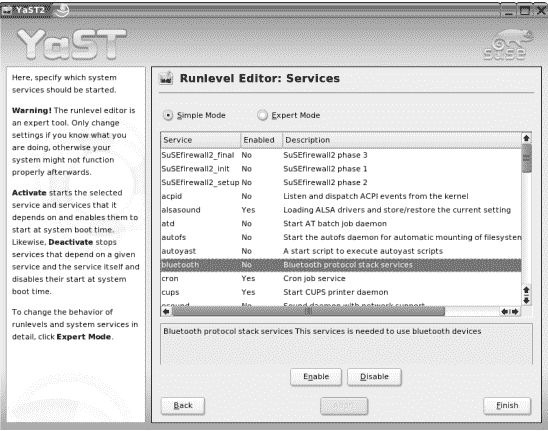 YaST2
YaST
SuSE
Here, specify which system
services should be started.
Warning! The runlevel editor is
an expert tool. Only change
settings if you know what you
are doing, otherwise your
system might not function
properly afterwards.
Activate starts the selected
service and services that it
depends on and enables them to
start at system boot time.
Likewise, Deactivate stops
services that depend on a given
service and the service itself and
disables their start at system
boot time.
To change the behavior of
runlevels and system services in
detail, click Expert Mode.
Runlevel Editor: Services
Simple Mode Expert Mode
Service Enabled Description
SuSEfirewall2_final No SuSEfirewall2 phase 3
SuSEfirewall2_init No SuSEfirewall2 phase 1
SuSEfirewall2_setup No SuSEfirewall2 phase 2
acpid No Listen and dispatch ACPI events from the kernel
alsasound Yes Loading ALSA drivers and store/restore the current setting
atd No Start AT batch job daemon
autofs No Start the autofs daemon for automatic mounting of filesystem
autoyast No A start script to execute autoyast scripts
bluetooth No Bluetooth protocol stack services
cron Yes Cron job service
cups Yes Start CUPS printer daemon
esound No Sound daemon with network support
Bluetooth protocol stack services This services is needed to use bluetooth devices
Enable Disable
Back Abort Finish